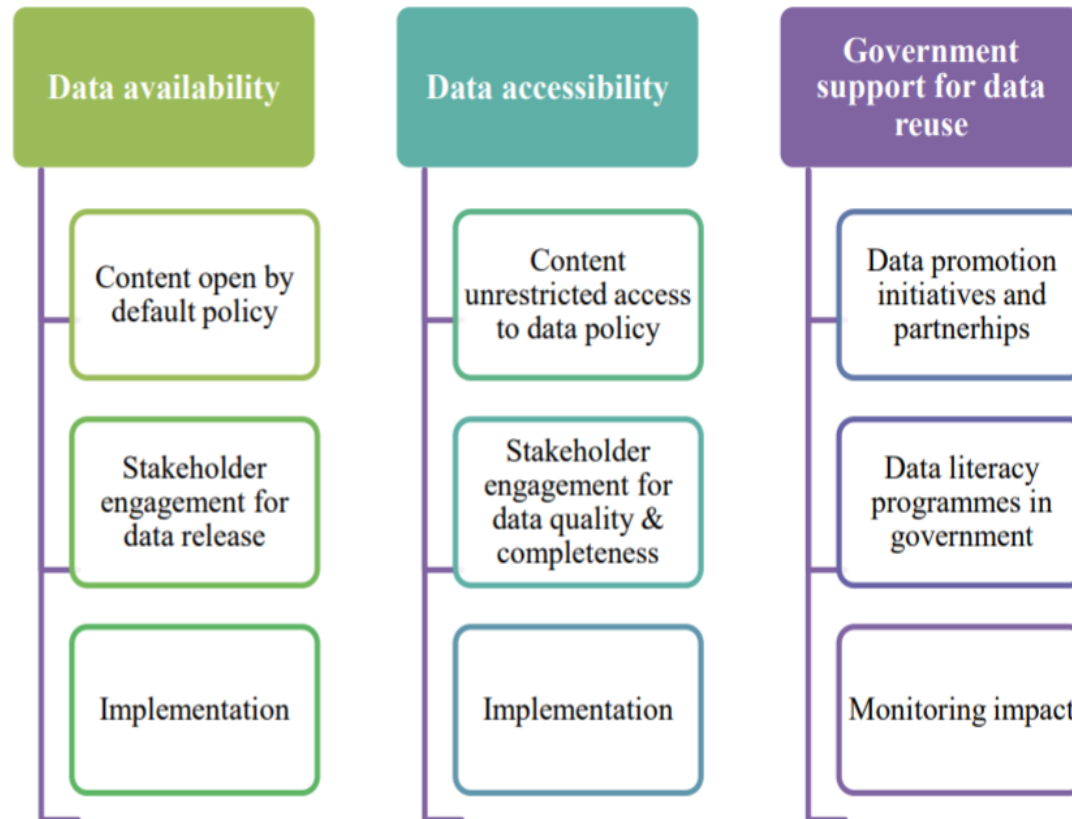 Data availability
Content open by
default policy
Stakeholder
engagement for
data release
Implementation
Data accessibility
Content
unrestricted access
to data policy
Stakeholder
engagement for
data quality &
completeness
Implementation
Government
support for data
reuse
Data promotion
initiatives and
partnerhips
Data literacy
programmes in
government
Monitoring impact